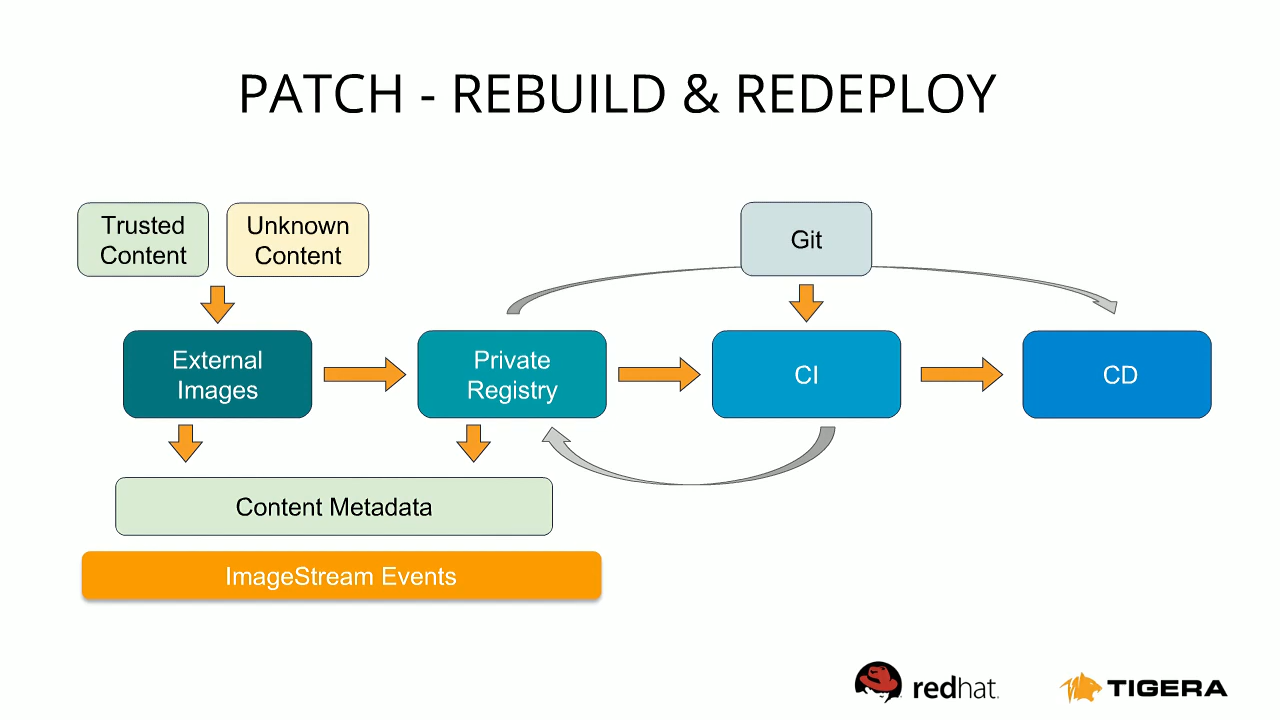 PATCH - REBUILD & REDEPLOY
Trusted
Content
Unknown
Content
Git
External
Images
Private
Registry
CI
CD
Content Metadata
ImageStream Events
redhat.
TIGERA